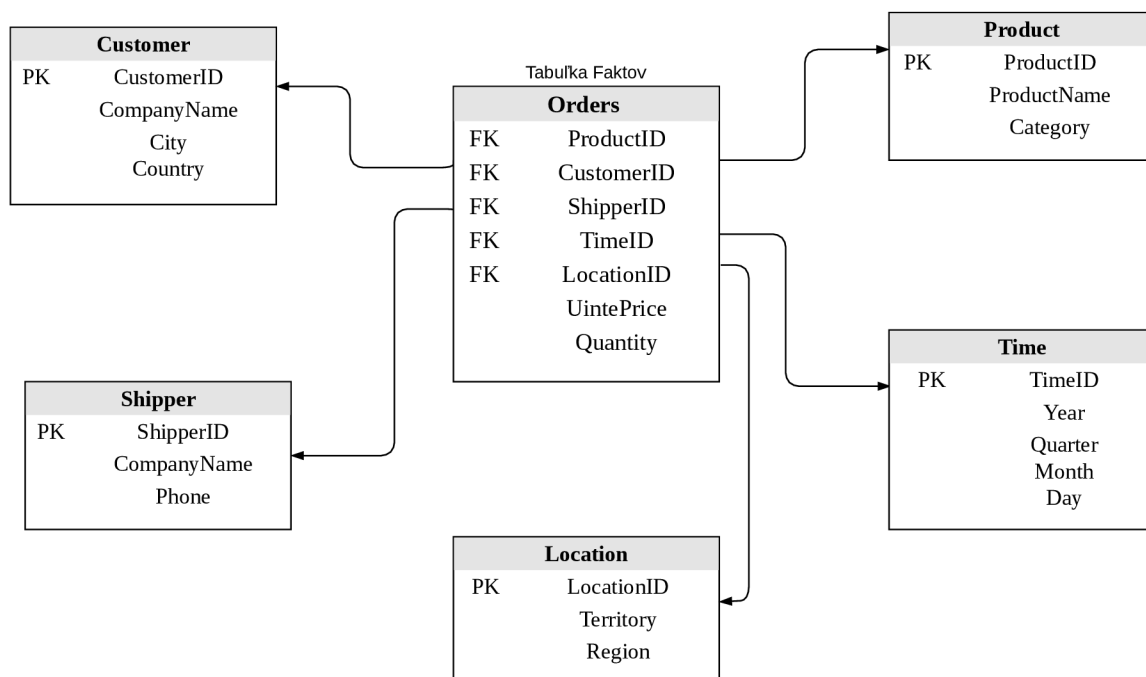 Customer
PK CustomerID
CompanyName
City
Country
Tabuľka Faktov
Orders
FK ProductID
FK CustomerID
FK ShipperID
FK TimeID
FK LocationID
UintePrice
Quantity
Product
PK ProductID
ProductName
Category
Shipper
PK ShipperID
CompanyName
Phone
Time
PK TimeID
Year
Quarter
Month
Day
Location
PK LocationID
Territory
Region